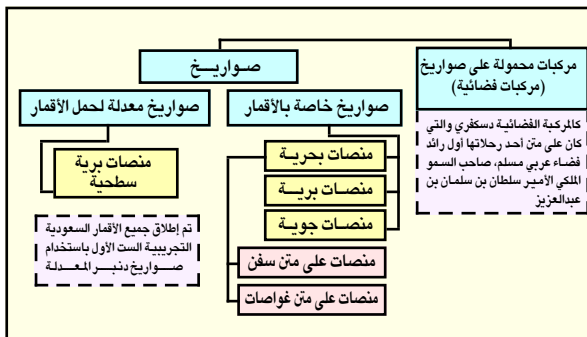 مركبات محمولة على صواريخ
(مركبات فضائية)
كالمركبة الفضائية دسكفري والتي
كان على متن أحد رحلاتها أول رائد
فضاء عربي مسلم، صاحب السمو
الملكي الأمير سلطان بن سلمان بن
عبدالعزيز
صواريخ
صواريخ خاصة بالأقمار
منصات بحرية
منصات برية
منصات جوية
منصات على متن سفن
منصات على متن غواصات
صواريخ معدلة لحمل الأقمار
منصات برية
سطحية
تم إطلاق جميع الأقمار السعودية
التجريبية الست الأول باستخدام
صواريخ دنبر المعدلة